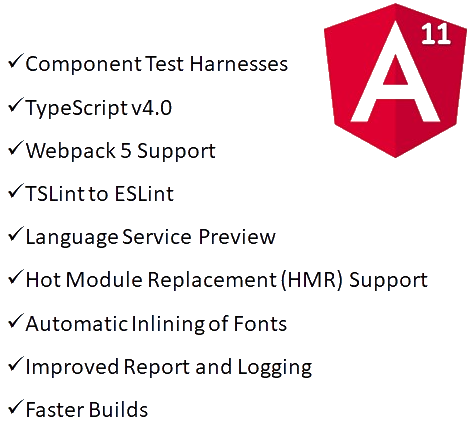 A
11
✓Component Test Harnesses
✓TypeScript v4.0
✓Webpack 5 Support
✓TSLint to ESLint
✓Language Service Preview
✓Hot Module Replacement (HMR) Support
✓Automatic Inlining of Fonts
✓Improved Report and Logging
✓Faster Builds